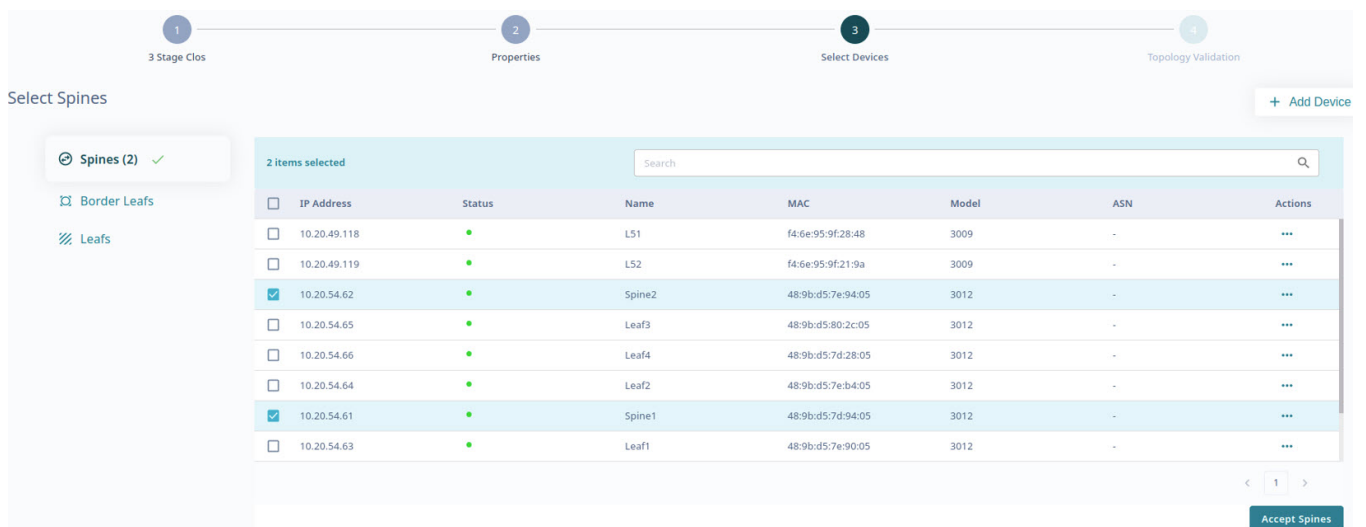 1 2 3 4
3 Stage Clos Properties Select Devices Topology Validation
Select Spines
+ Add Device
Spines (2)
Border Leafs
Leafs
2 items selected Search
IP Address Status Name MAC Model ASN Actions
10.20.49.118 L51 f4:6e:95:9f:28:48 3009 - •••
10.20.49.119 L52 f4:6e:95:9f:21:9a 3009 - •••
10.20.54.62 Spine2 48:9b:d5:7e:94:05 3012 - •••
10.20.54.65 Leaf3 48:9b:d5:80:2c:05 3012 - •••
10.20.54.66 Leaf4 48:9b:d5:7d:28:05 3012 - •••
10.20.54.64 Leaf2 48:9b:d5:7e:b4:05 3012 - •••
10.20.54.61 Spine1 48:9b:d5:7d:94:05 3012 - •••
10.20.54.63 Leaf1 48:9b:d5:7e:90:05 3012 - •••
< 1 >
Accept Spines